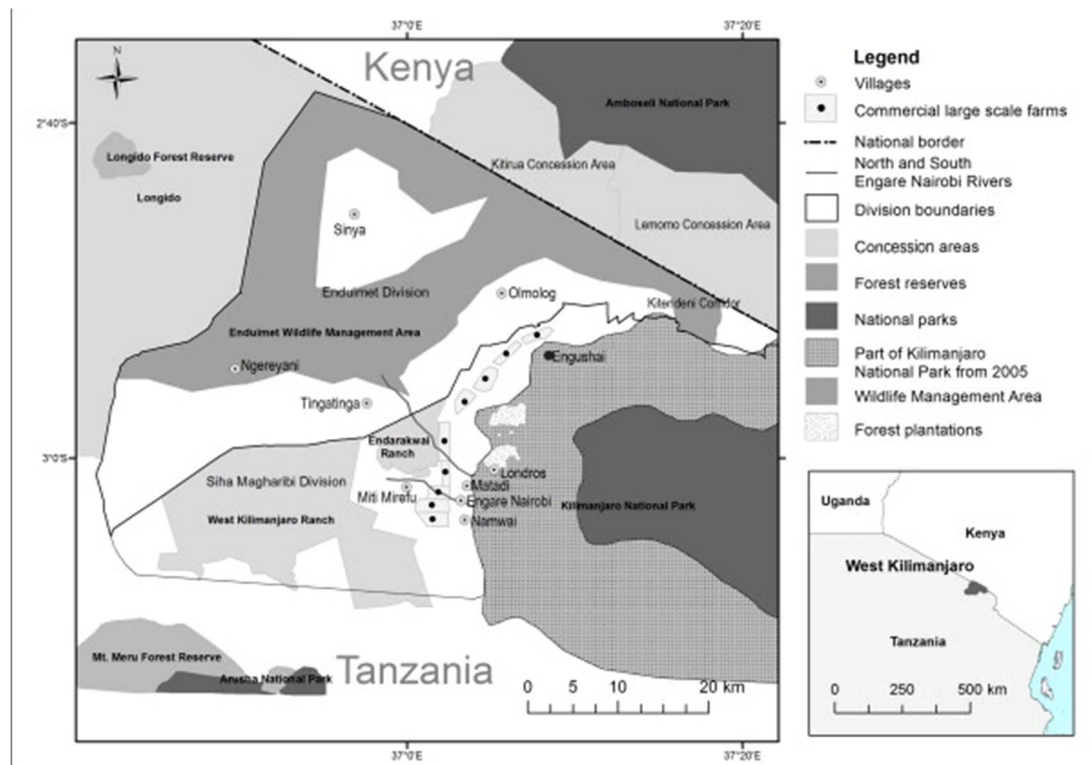 37°0'E
37°20'E
N
Kenya
Amboseli National Park
2°40'S
Longido Forest Reserve
Kitirua Concession Area
Longido
Sinya
Lemomo Concession Area
Enduimet Division
Olmolog
Kitendeni Corridor
Enduimet Wildlife Management Area
Engushai
Ngereyani
Tingatinga
Endarakwai
Ranch
3°0'S
Londros
Siha Magharibi Division
Matadi
Miti Mirefu
Engare Nairobi
Kilimanjaro National Park
West Kilimanjaro Ranch
Namwai
Mt. Meru Forest Reserve
Arusha National Park
Tanzania
0 5 10 20 km
37°0'E
37°20'E
Legend
Villages
Commercial large scale farms
National border
North and South
Engare Nairobi Rivers
Division boundaries
Concession areas
Forest reserves
National parks
Part of Kilimanjaro
National Park from 2005
Wildlife Management Area
Forest plantations
Uganda
Kenya
West Kilimanjaro
Tanzania
0 250 500 km